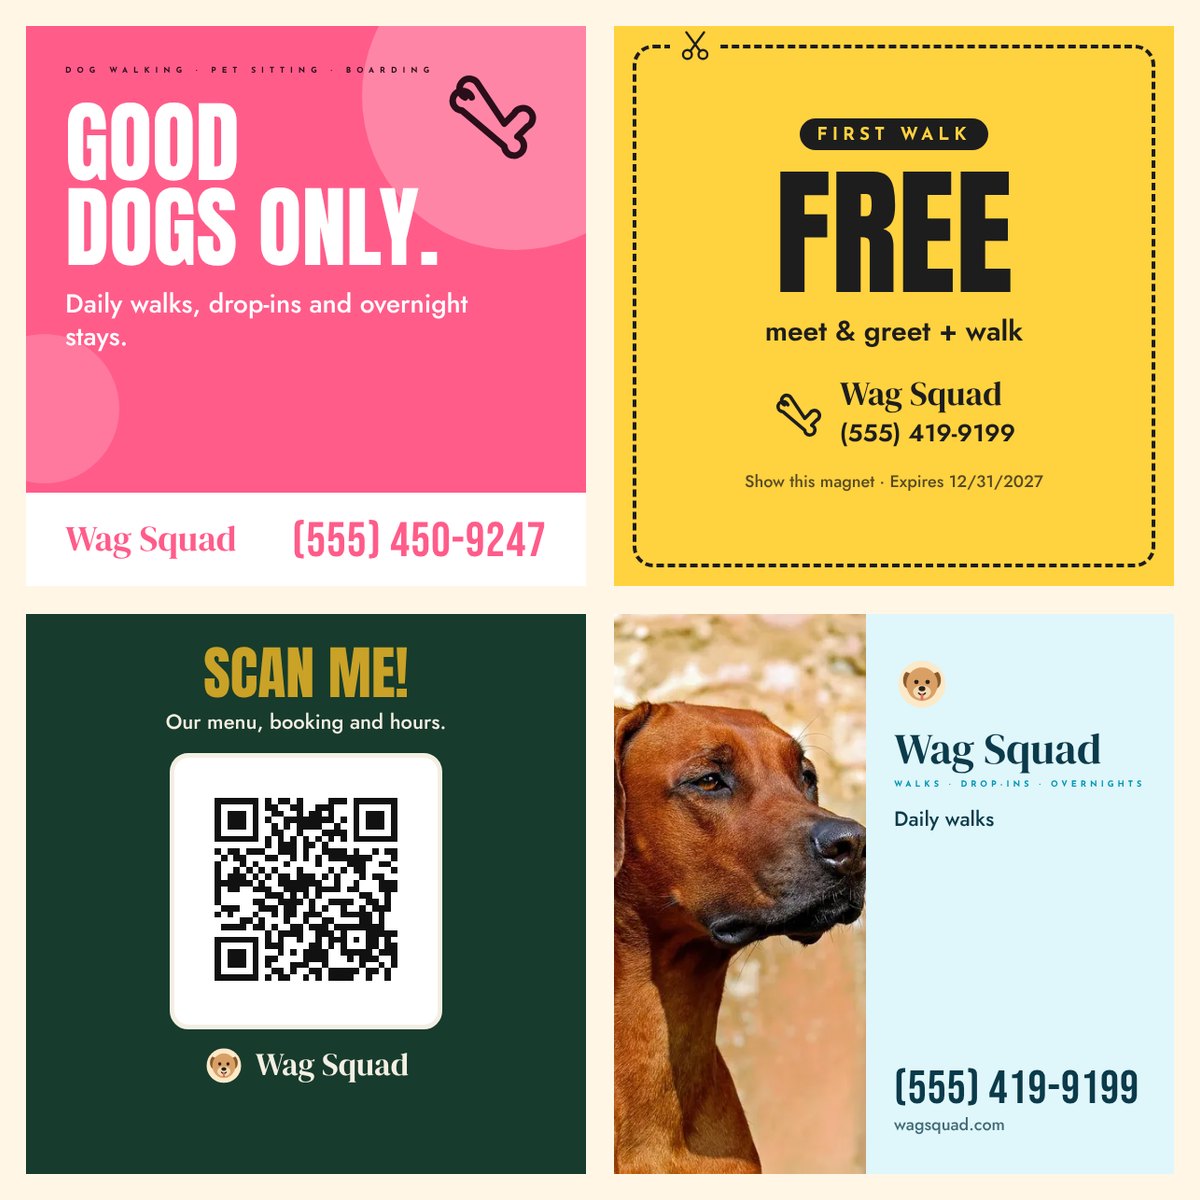 DOG WALKING · PET SITTING · BOARDING
GOOD
DOGS ONLY.
Daily walks, drop-ins and overnight
stays.
Wag Squad
(555) 450-9247
FIRST WALK
FREE
meet & greet + walk
Wag Squad
(555) 419-9199
Show this magnet · Expires 12/31/2027
SCAN ME!
Our menu, booking and hours.
Wag Squad
Wag Squad
WALKS · DROP-INS · OVERNIGHTS
Daily walks
(555) 419-9199
wagsquad.com